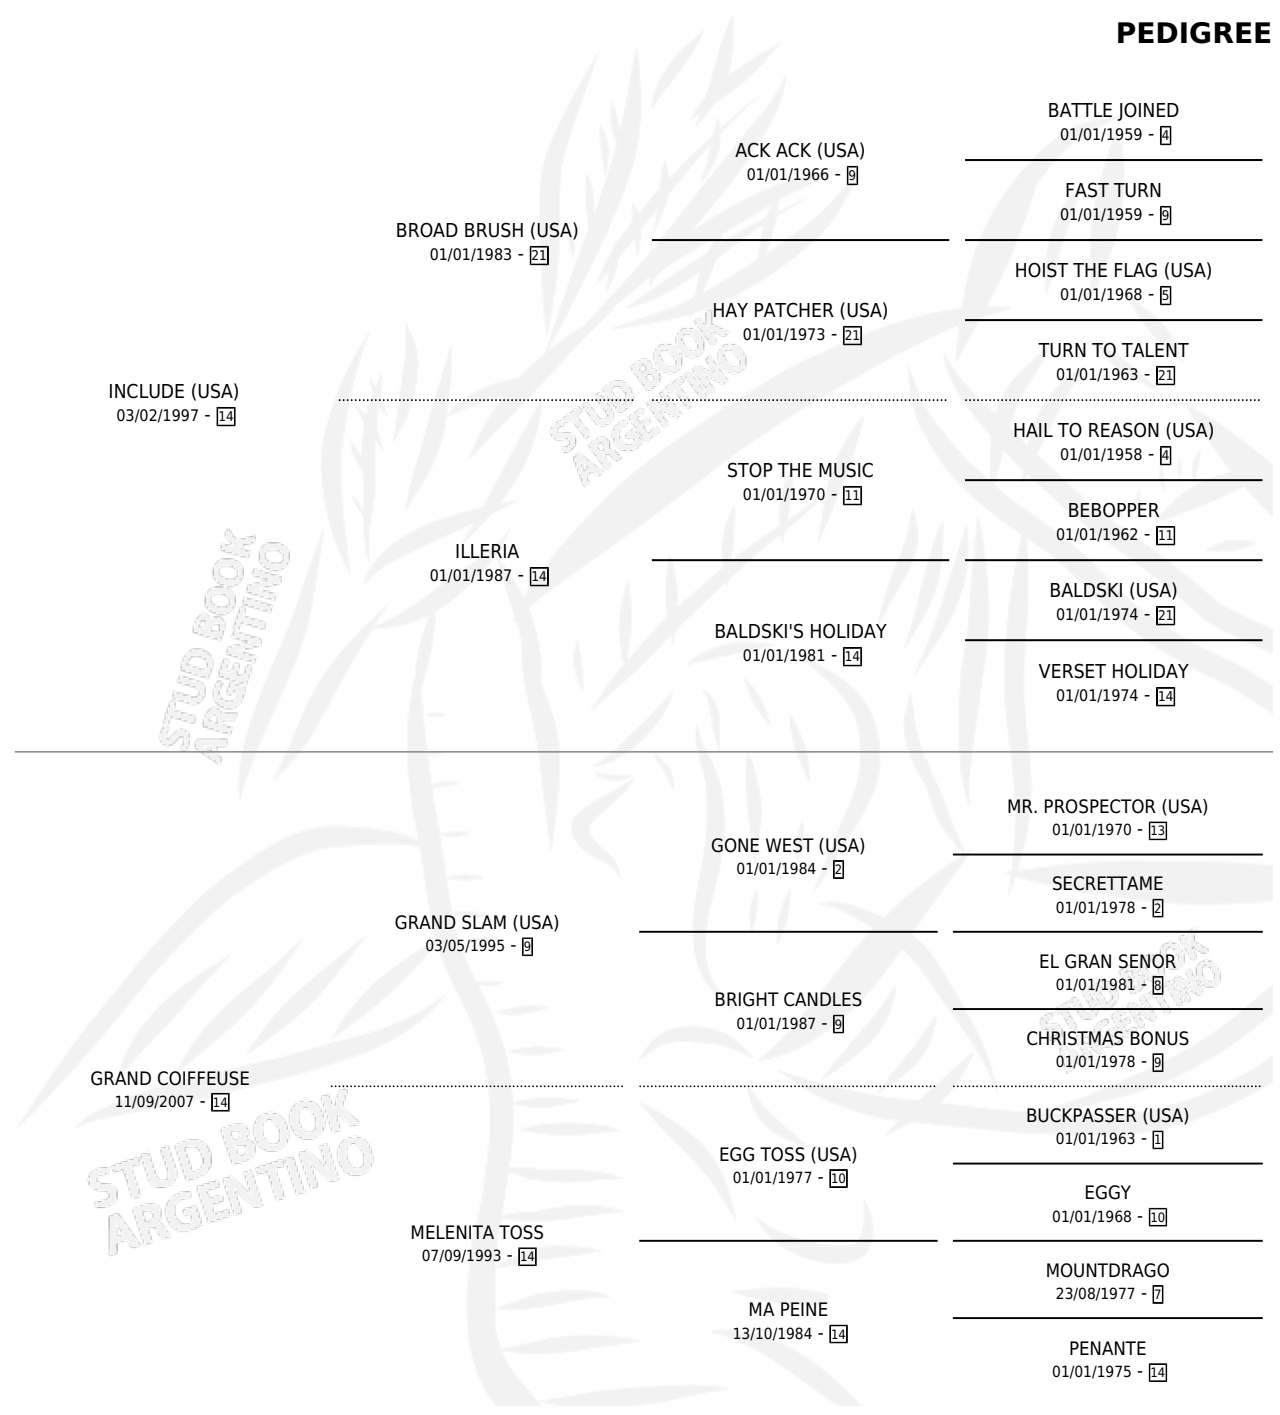 PEDIGREE
BATTLE JOINED
01/01/1959 - 4
ACK ACK (USA)
01/01/1966 - 9
FAST TURN
01/01/1959 - 9
BROAD BRUSH (USA)
01/01/1983 - 21
HOIST THE FLAG (USA)
01/01/1968 - 5
HAY PATCHER (USA)
01/01/1973 - 21
TURN TO TALENT
01/01/1963 - 21
INCLUDE (USA)
03/02/1997 - 14
STUD BOOK
ARGENTINO
HAIL TO REASON (USA)
01/01/1958 - 4
STOP THE MUSIC
01/01/1970 - 11
BEBOPPER
01/01/1962 - 11
ILLERIA
01/01/1987 - 14
BALDSKI (USA)
01/01/1974 - 21
BALDSKI'S HOLIDAY
01/01/1981 - 14
VERSET HOLIDAY
01/01/1974 - 14
STUD BOOK
ARGENTINO
MR. PROSPECTOR (USA)
01/01/1970 - 13
GONE WEST (USA)
01/01/1984 - 2
SECRETTAME
01/01/1978 - 2
GRAND SLAM (USA)
03/05/1995 - 9
EL GRAN SENOR
01/01/1981 - 8
BRIGHT CANDLES
01/01/1987 - 9
STUD BOOK
ARGENTINO
CHRISTMAS BONUS
01/01/1978 - 9
GRAND COIFFEUSE
11/09/2007 - 14
BUCKPASSER (USA)
01/01/1963 - 1
EGG TOSS (USA)
01/01/1977 - 10
EGGY
01/01/1968 - 10
STUD BOOK
ARGENTINO
MELENITA TOSS
07/09/1993 - 14
MOUNTDRAGO
23/08/1977 - 7
MA PEINE
13/10/1984 - 14
PENANTE
01/01/1975 - 14